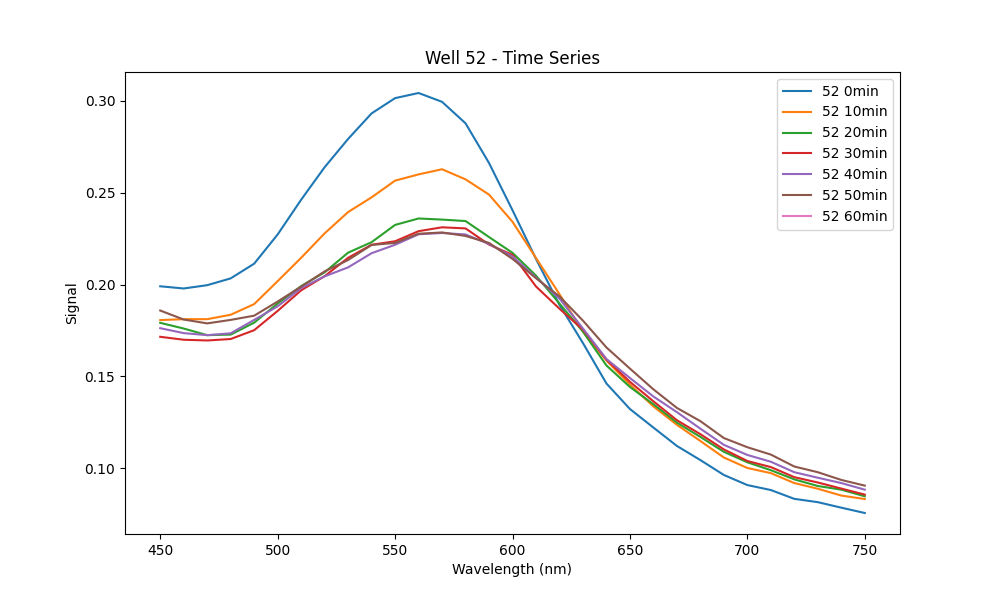 Well 52 - Time Series
52 0min
52 10min
52 20min
52 30min
52 40min
52 50min
52 60min
0.30
0.25
0.20
0.15
0.10
Signal
450 500 550 600 650 700 750
Wavelength (nm)